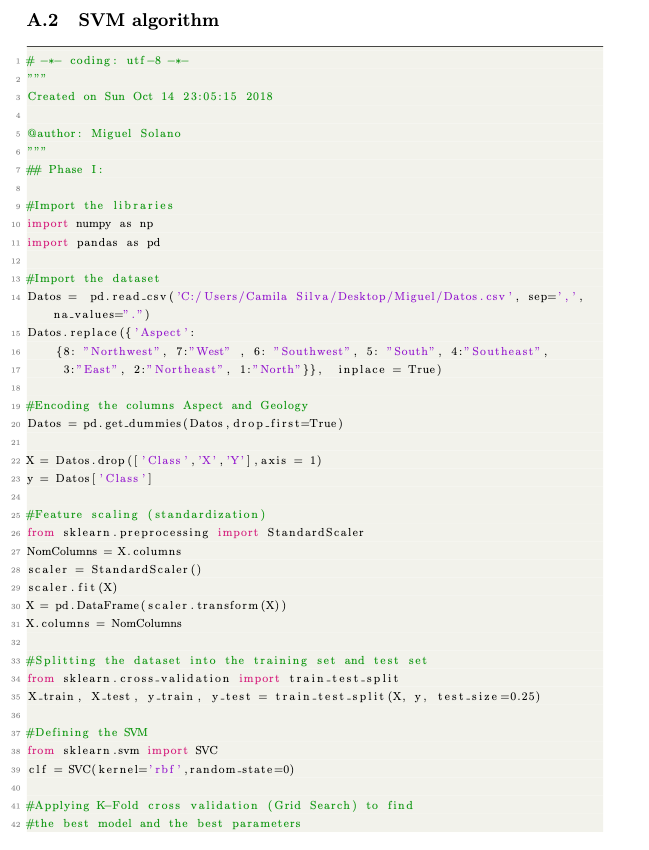 A.2 SVM algorithm
1 # -*- coding: utf-8 -*-
2 """
3 Created on Sun Oct 14 23:05:15 2018
4
5 @author: Miguel Solano
6 """
7 ## Phase I:
8
9 #Import the libraries
10 import numpy as np
11 import pandas as pd
12
13 #Import the dataset
14 Datos = pd.read_csv('C:/Users/Camila Silva/Desktop/Miguel/Datos.csv', sep=',',
na_values=".")
15 Datos.replace({'Aspect':
16 {8: "Northwest", 7:"West" , 6: "Southwest", 5: "South", 4:"Southeast",
17 3:"East", 2:"Northeast", 1:"North"}}, inplace = True)
18
19 #Encoding the columns Aspect and Geology
20 Datos = pd.get_dummies(Datos,drop_first=True)
21
22 X = Datos.drop(['Class','X','Y'],axis = 1)
23 y = Datos['Class']
24
25 #Feature scaling (standardization)
26 from sklearn.preprocessing import StandardScaler
27 NomColumns = X.columns
28 scaler = StandardScaler()
29 scaler.fit(X)
30 X = pd.DataFrame(scaler.transform(X))
31 X.columns = NomColumns
32
33 #Splitting the dataset into the training set and test set
34 from sklearn.cross_validation import train_test_split
35 X_train, X_test, y_train, y_test = train_test_split(X, y, test_size=0.25)
36
37 #Defining the SVM
38 from sklearn.svm import SVC
39 clf = SVC(kernel='rbf',random_state=0)
40
41 #Applying K-Fold cross validation (Grid Search) to find
42 #the best model and the best parameters